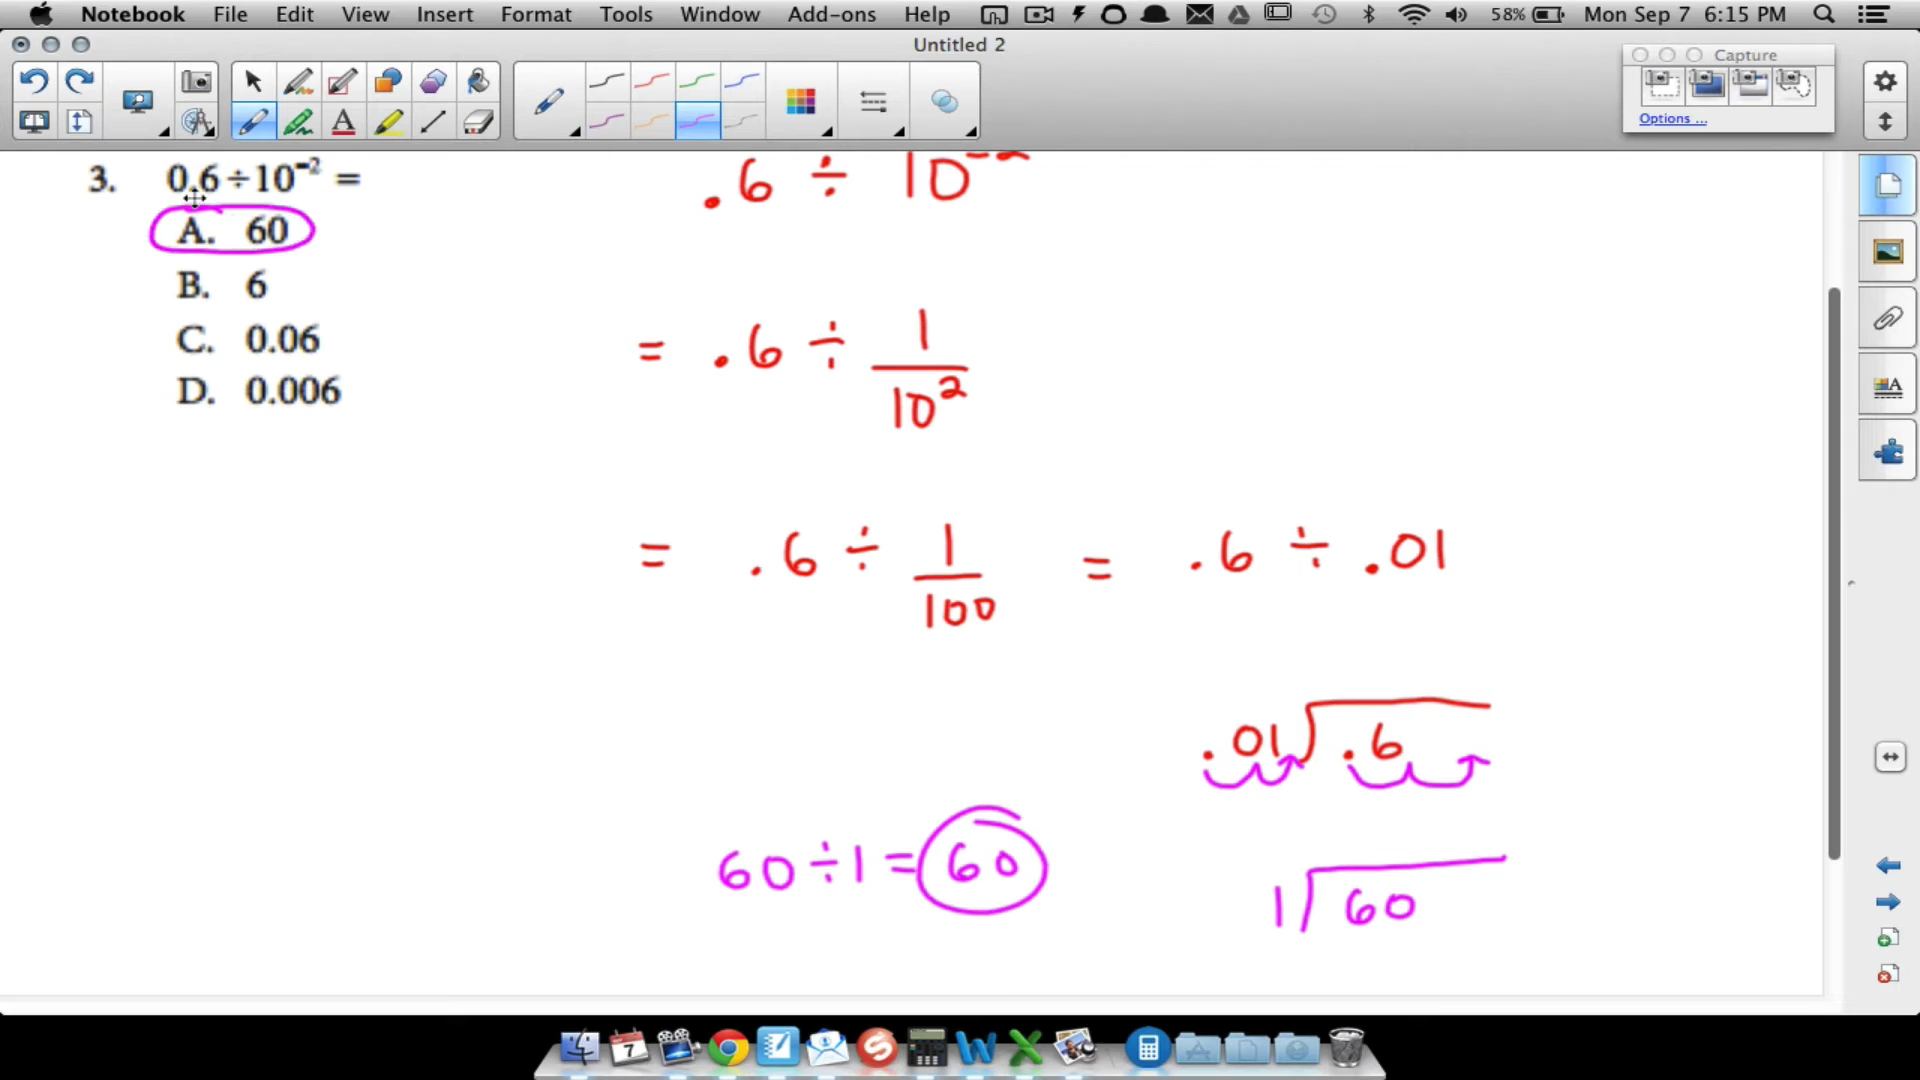 Notebook File Edit View Insert Format Tools Window Add-ons Help 58% Mon Sep 7 6:15 PM
Untitled 2
Capture
Options ...
3. 0.6 ÷ 10⁻² =
A. 60
B. 6
C. 0.06
D. 0.006
.6 ÷ 10⁻²
= .6 ÷ 1/10²
= .6 ÷ 1/100 = .6 ÷ .01
.01 ⟌ .6
60 ÷ 1 = 60
1 ⟌ 60
7